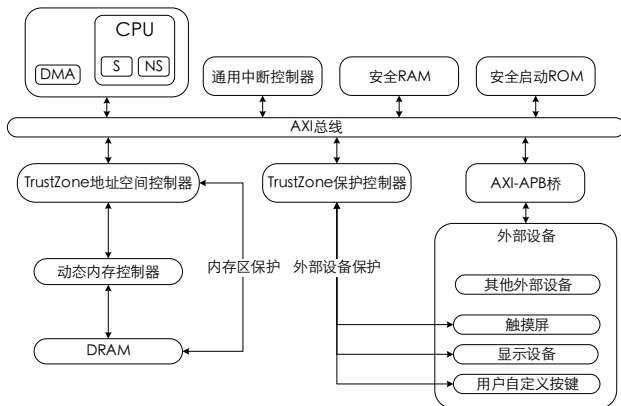 CPU
DMA
S
NS
通用中断控制器
安全RAM
安全启动ROM
AXI总线
TrustZone地址空间控制器
TrustZone保护控制器
AXI-APB桥
外部设备
动态内存控制器
内存区保护
外部设备保护
其他外部设备
触摸屏
DRAM
显示设备
用户自定义按键